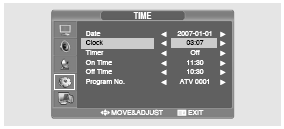 TIME
Date 2007-01-01
Clock 03:07
Timer Off
On Time 11:30
Off Time 10:30
Program No. ATV 0001
MOVE&ADJUST EXIT